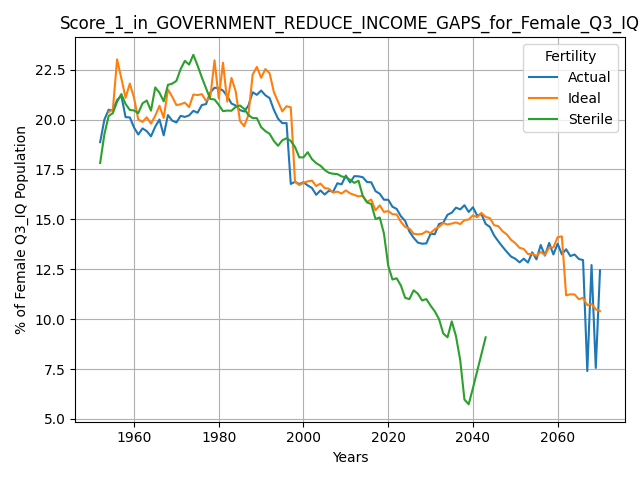 Score_1_in_GOVERNMENT_REDUCE_INCOME_GAPS_for_Female_Q3_IQ
Fertility
Actual
Ideal
Sterile
% of Female Q3_IQ Population
22.5
20.0
17.5
15.0
12.5
10.0
7.5
5.0
1960 1980 2000 2020 2040 2060
Years